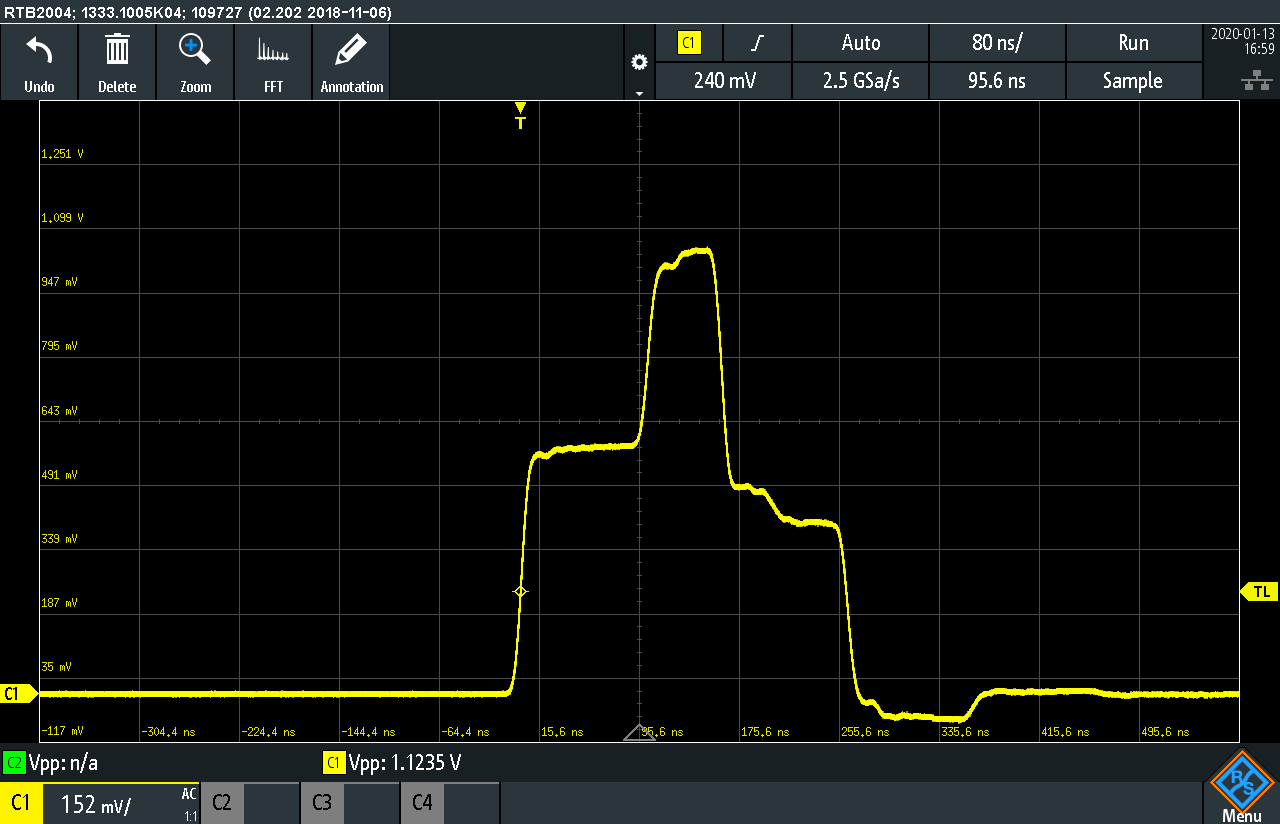 RTB2004; 1333.1005K04; 109727 (02.202 2018-11-06)
Undo Delete Zoom FFT Annotation
C1 Auto 80 ns/ Run
240 mV 2.5 GSa/s 95.6 ns Sample
2020-01-13
16:59
T
1.251 V
1.099 V
947 mV
795 mV
643 mV
491 mV
339 mV
187 mV
TL
35 mV
C1
-117 mV -304.4 ns -224.4 ns -144.4 ns -64.4 ns 15.6 ns 95.6 ns 175.6 ns 255.6 ns 335.6 ns 415.6 ns 495.6 ns
C2 Vpp: n/a C1 Vpp: 1.1235 V
C1 152 mV/ AC 1:1 C2 C3 C4
R S
Menu